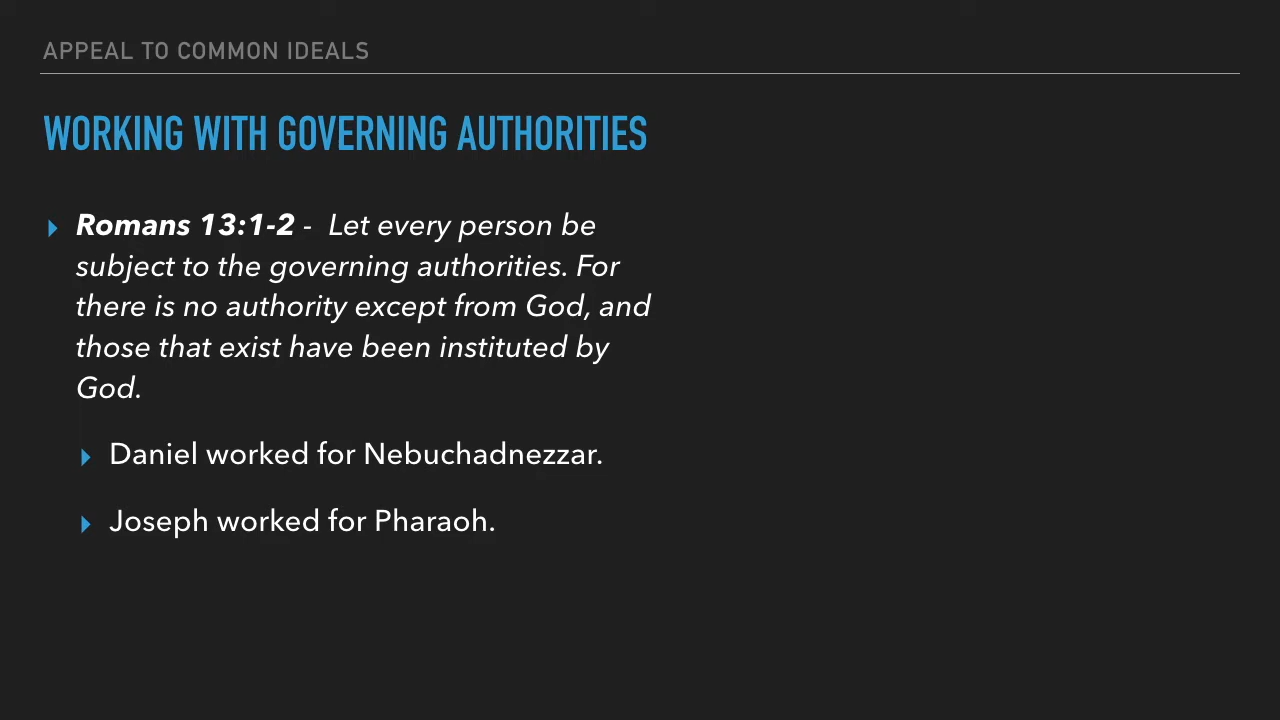 APPEAL TO COMMON IDEALS
WORKING WITH GOVERNING AUTHORITIES
▸ Romans 13:1-2 - Let every person be
subject to the governing authorities. For
there is no authority except from God, and
those that exist have been instituted by
God.
▸ Daniel worked for Nebuchadnezzar.
▸ Joseph worked for Pharaoh.